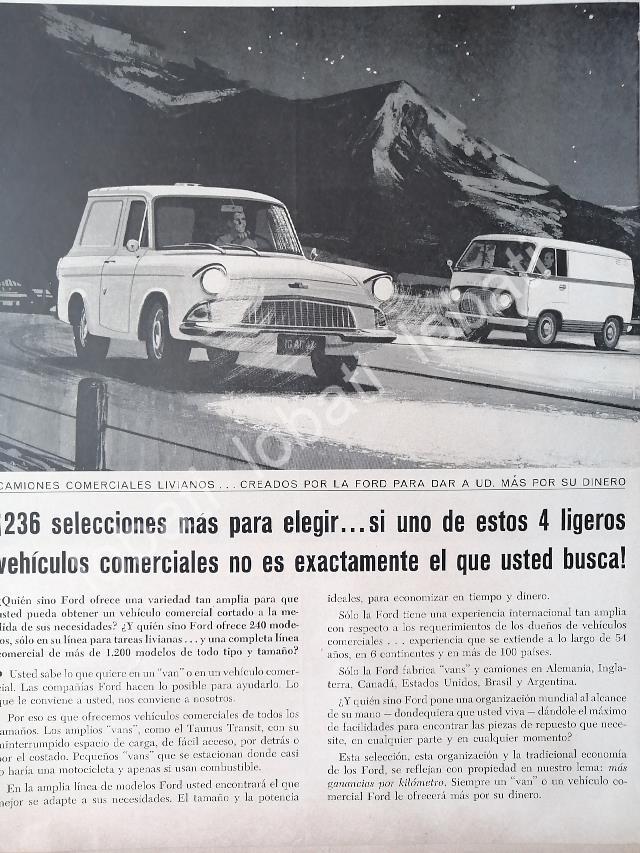 CAMIONES COMERCIALES LIVIANOS . . . CREADOS POR LA FORD PARA DAR A UD. MÁS POR SU DINERO
¡236 selecciones más para elegir...si uno de estos 4 ligeros
vehículos comerciales no es exactamente el que usted busca!
¿Quién sino Ford ofrece una variedad tan amplia para que
usted pueda obtener un vehículo comercial cortado a la me-
dida de sus necesidades? ¿Y quién sino Ford ofrece 240 mode-
los, sólo en su línea para tareas livianas . . . y una completa línea
comercial de más de 1.200 modelos de todo tipo y tamaño?
Usted sabe lo que quiere en un "van" o en un vehículo comer-
cial. Las compañías Ford hacen lo posible para ayudarlo. Lo
que le conviene a usted, nos conviene a nosotros.
Por eso es que ofrecemos vehículos comerciales de todos los
tamaños. Los amplios "vans", como el Taunus Transit, con su
ininterrumpido espacio de carga, de fácil acceso, por detrás o
por el costado. Pequeños "vans" que se estacionan donde casi
lo haría una motocicleta y apenas si usan combustible.
En la amplia línea de modelos Ford usted encontrará el que
mejor se adapte a sus necesidades. El tamaño y la potencia
ideales, para economizar en tiempo y dinero.
Sólo la Ford tiene una experiencia internacional tan amplia
con respecto a los requerimientos de los dueños de vehículos
comerciales . . . experiencia que se extiende a lo largo de 54
años, en 6 continentes y en más de 100 países.
Sólo la Ford fabrica "vans" y camiones en Alemania, Ingla-
terra, Canadá, Estados Unidos, Brasil y Argentina.
¿Y quién sino Ford pone una organización mundial al alcance
de su mano – dondequiera que usted viva – dándole el máximo
de facilidades para encontrar las piezas de repuesto que nece-
site, en cualquier parte y en cualquier momento?
Esta selección, esta organización y la tradicional economía
de los Ford, se reflejan con propiedad en nuestro lema: más
ganancias por kilómetro. Siempre un "van" o un vehículo co-
mercial Ford le ofrecerá más por su dinero.